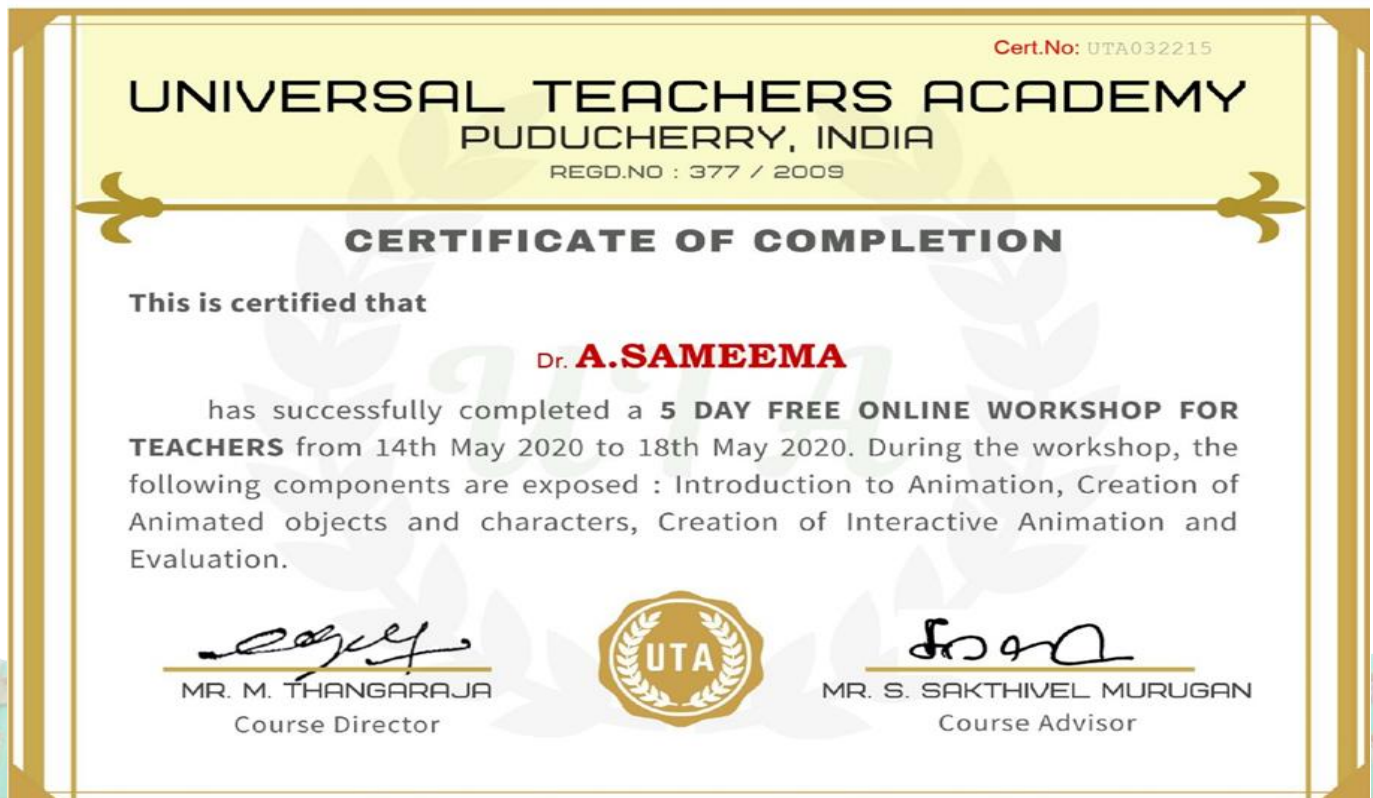 Cert.No: UTA032215
UNIVERSAL TEACHERS ACADEMY
PUDUCHERRY, INDIA
REGD.NO : 377 / 2009
CERTIFICATE OF COMPLETION
This is certified that
Dr. A.SAMEEMA
has successfully completed a 5 DAY FREE ONLINE WORKSHOP FOR
TEACHERS from 14th May 2020 to 18th May 2020. During the workshop, the
following components are exposed : Introduction to Animation, Creation of
Animated objects and characters, Creation of Interactive Animation and
Evaluation.
UTA
UTA
MR. M. THANGARAJA
MR. S. SAKTHIVEL MURUGAN
Course Director
Course Advisor